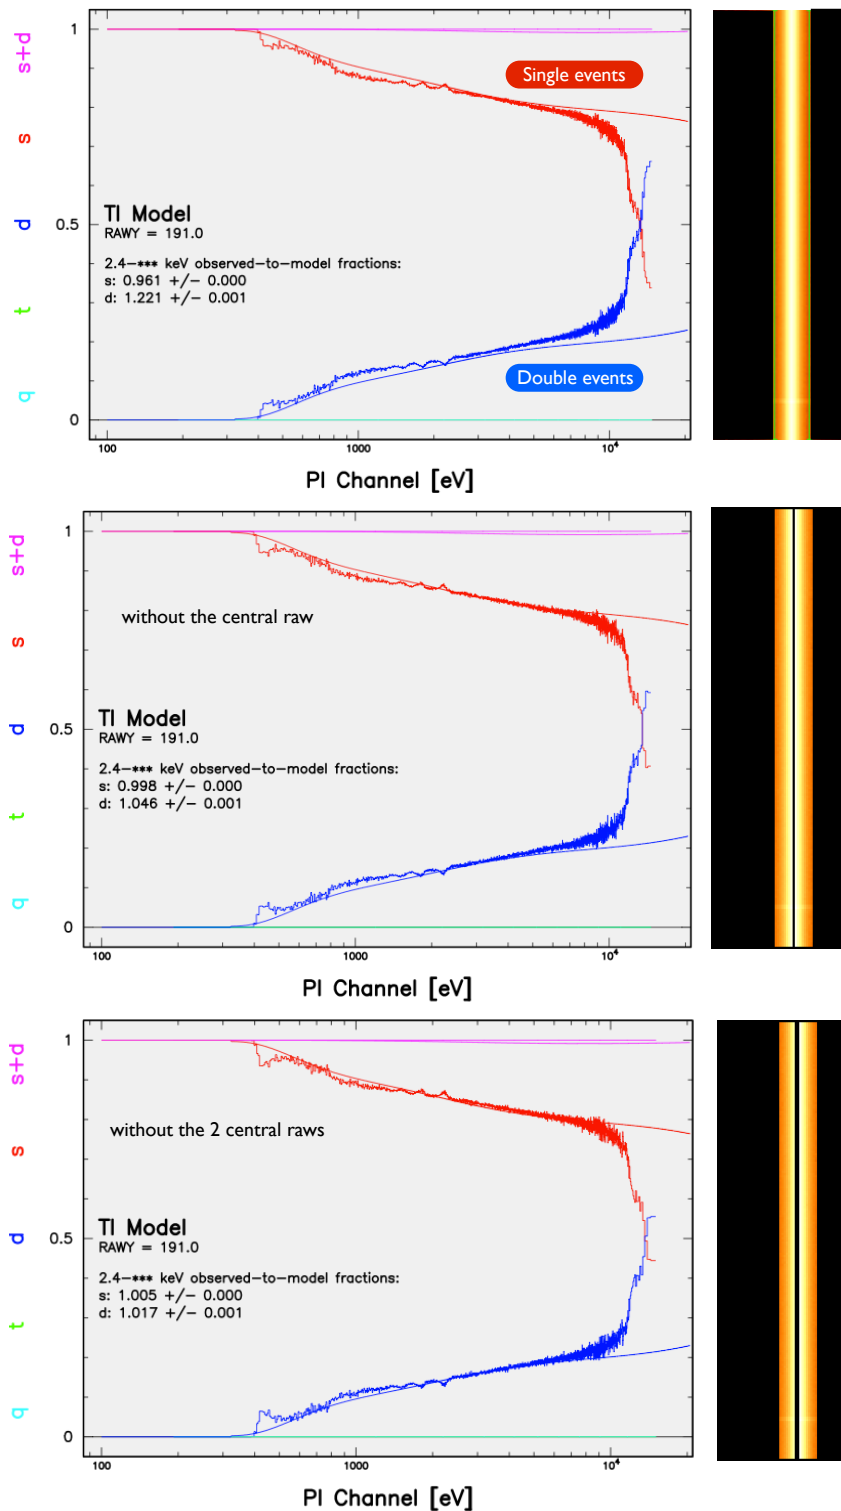 1
s+d
Single events
s
TI Model
RAWY = 191.0
d
0.5
2.4-*** keV observed-to-model fractions:
s: 0.961 +/- 0.000
d: 1.221 +/- 0.001
t
q
Double events
0
100
1000
10⁴
PI Channel [eV]
1
s+d
without the central raw
s
TI Model
RAWY = 191.0
d
0.5
2.4-*** keV observed-to-model fractions:
s: 0.998 +/- 0.000
d: 1.046 +/- 0.001
t
q
0
100
1000
10⁴
PI Channel [eV]
1
s+d
without the 2 central raws
s
TI Model
RAWY = 191.0
d
0.5
2.4-*** keV observed-to-model fractions:
s: 1.005 +/- 0.000
d: 1.017 +/- 0.001
t
q
0
100
1000
10⁴
PI Channel [eV]